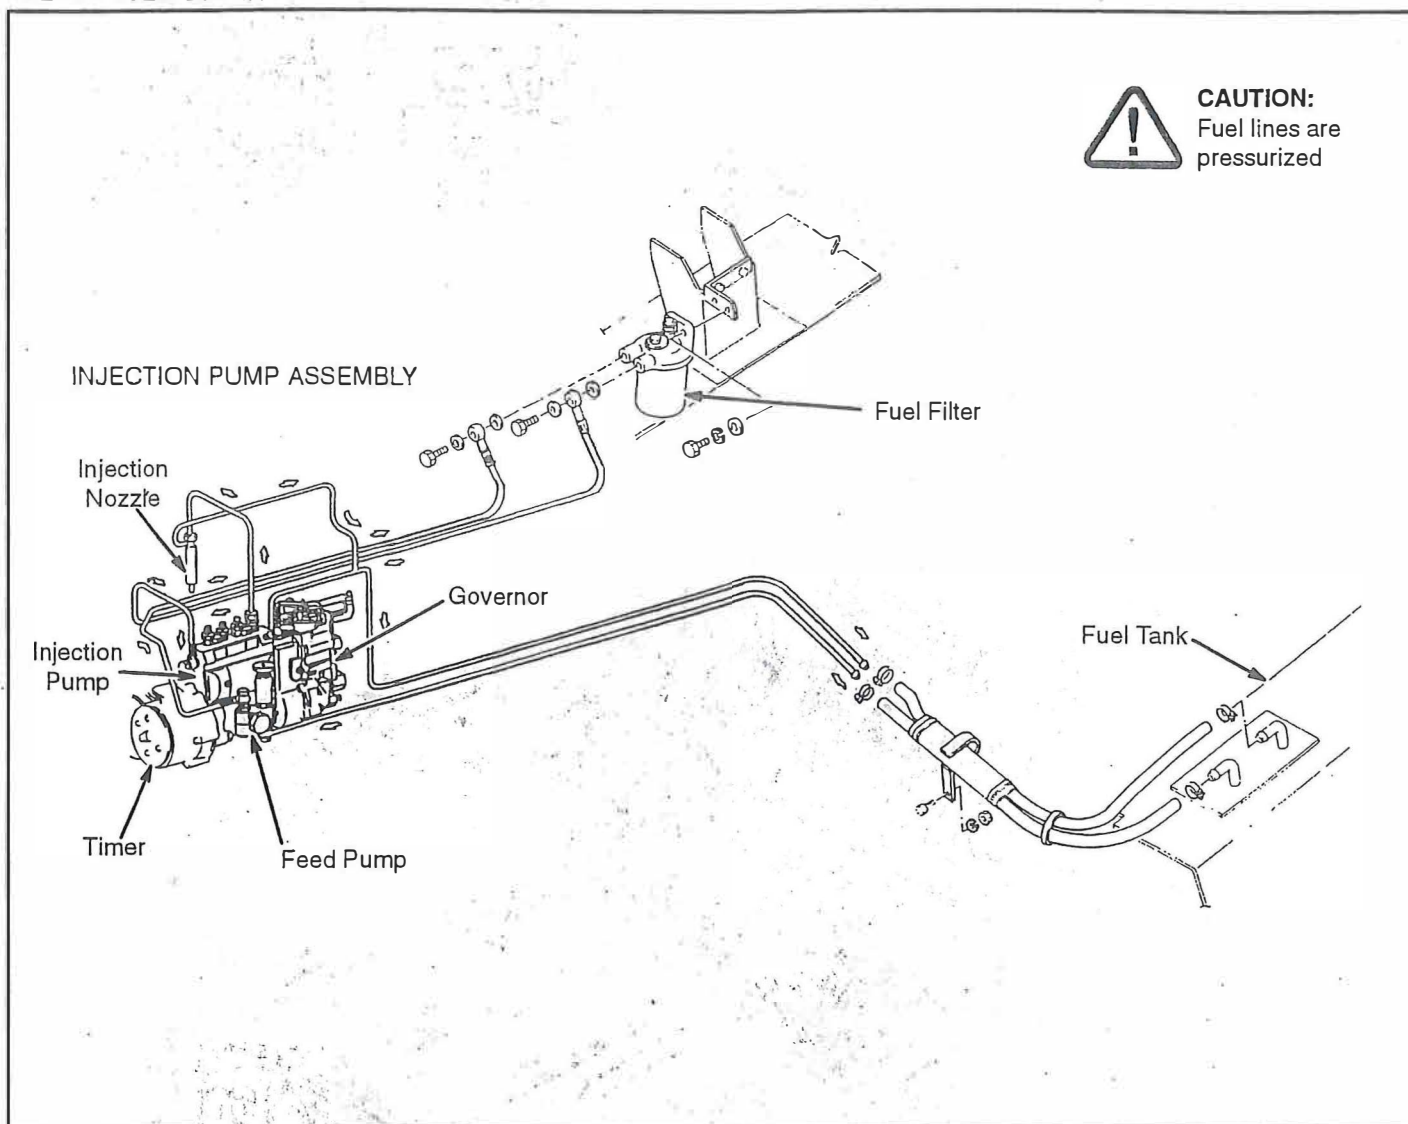 CAUTION:
Fuel lines are
pressurized
INJECTION PUMP ASSEMBLY
Fuel Filter
Injection
Nozzle
Governor
Fuel Tank
Injection
Pump
Timer
Feed Pump